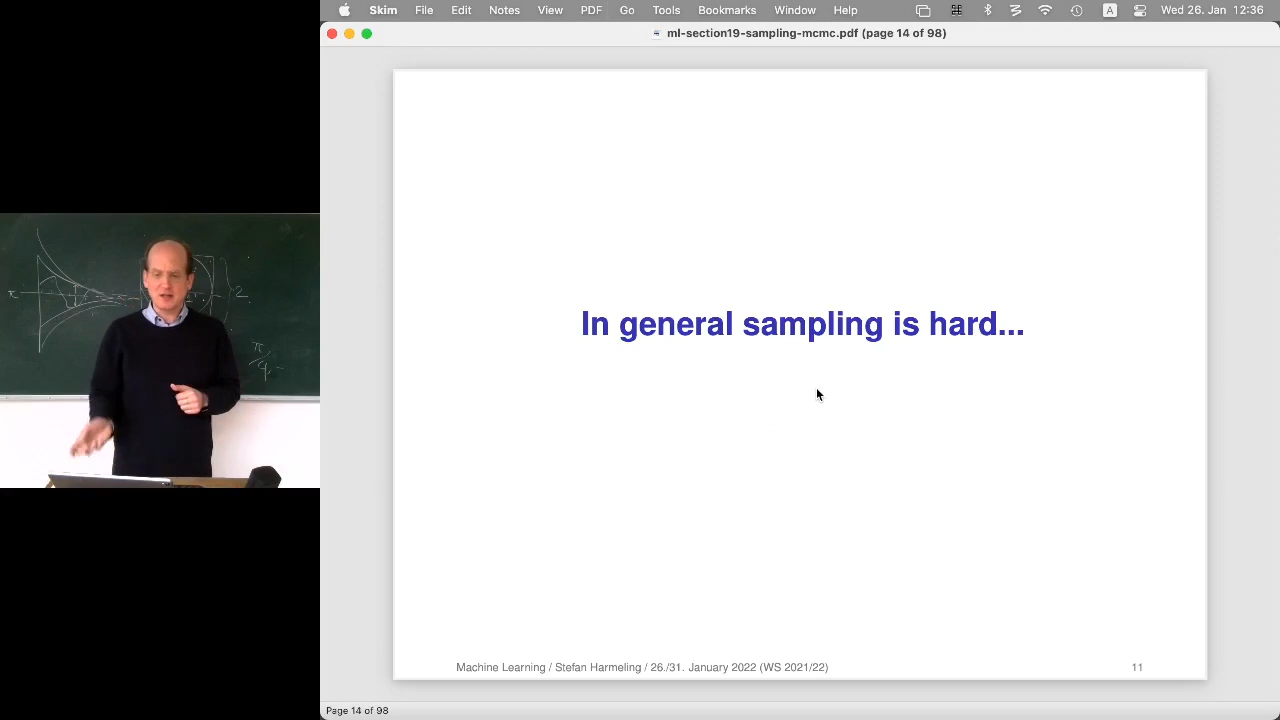 Skim File Edit Notes View PDF Go Tools Bookmarks Window Help A Wed 26. Jan 12:36
ml-section19-sampling-mcmc.pdf (page 14 of 98)
In general sampling is hard...
π
2
π
4
Machine Learning / Stefan Harmeling / 26./31. January 2022 (WS 2021/22) 11
Page 14 of 98